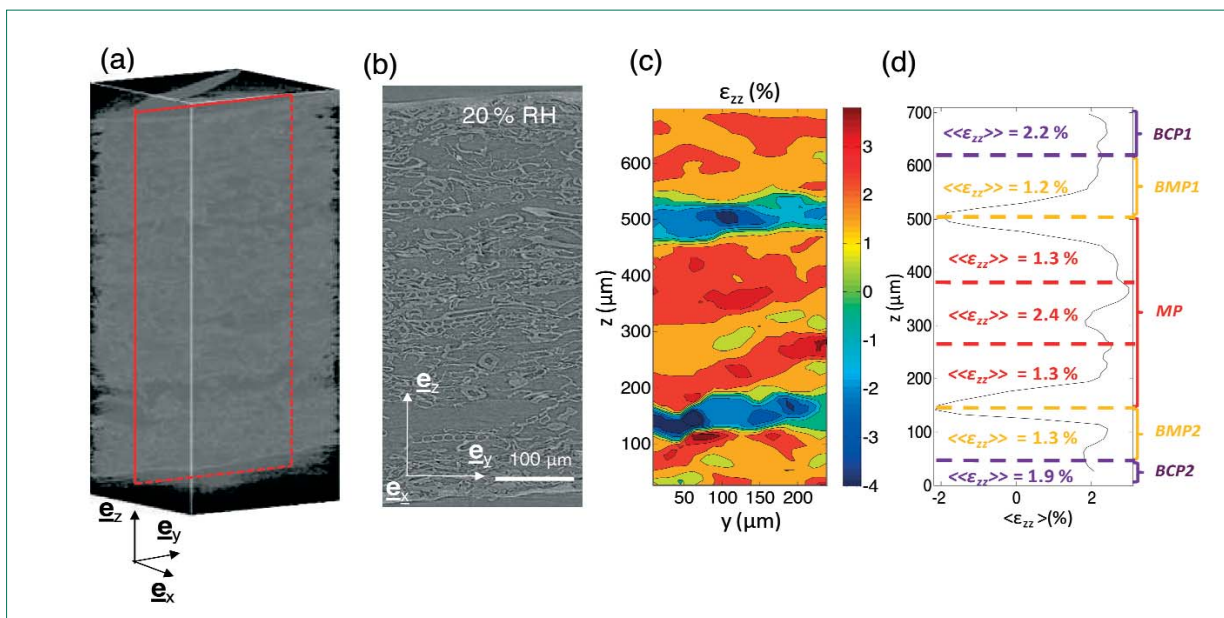 (a)
e_z
e_y
e_x
(b)
20 % RH
e_z
e_y
100 µm
e_x
(c)
ε_zz (%)
600
500
400
300
200
100
z (µm)
50 100 150 200
y (µm)
3
2
1
0
-1
-2
-3
-4
(d)
700
600
500
400
300
200
100
0
z (µm)
<<ε_zz>> = 2.2 %
<<ε_zz>> = 1.2 %
<<ε_zz>> = 1.3 %
<<ε_zz>> = 2.4 %
<<ε_zz>> = 1.3 %
<<ε_zz>> = 1.3 %
<<ε_zz>> = 1.9 %
BCP1
BMP1
MP
BMP2
BCP2
-2 0 2
<ε_zz>(%)